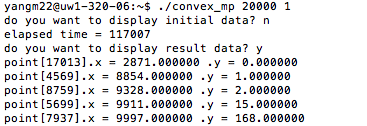 yangm22@uw1-320-06:~$ ./convex_mp 20000 1
do you want to display initial data? n
elapsed time = 117007
do you want to display result data? y
point[17013].x = 2871.000000 .y = 0.000000
point[4569].x = 8854.000000 .y = 1.000000
point[8759].x = 9328.000000 .y = 2.000000
point[5699].x = 9911.000000 .y = 15.000000
point[7937].x = 9997.000000 .y = 168.000000